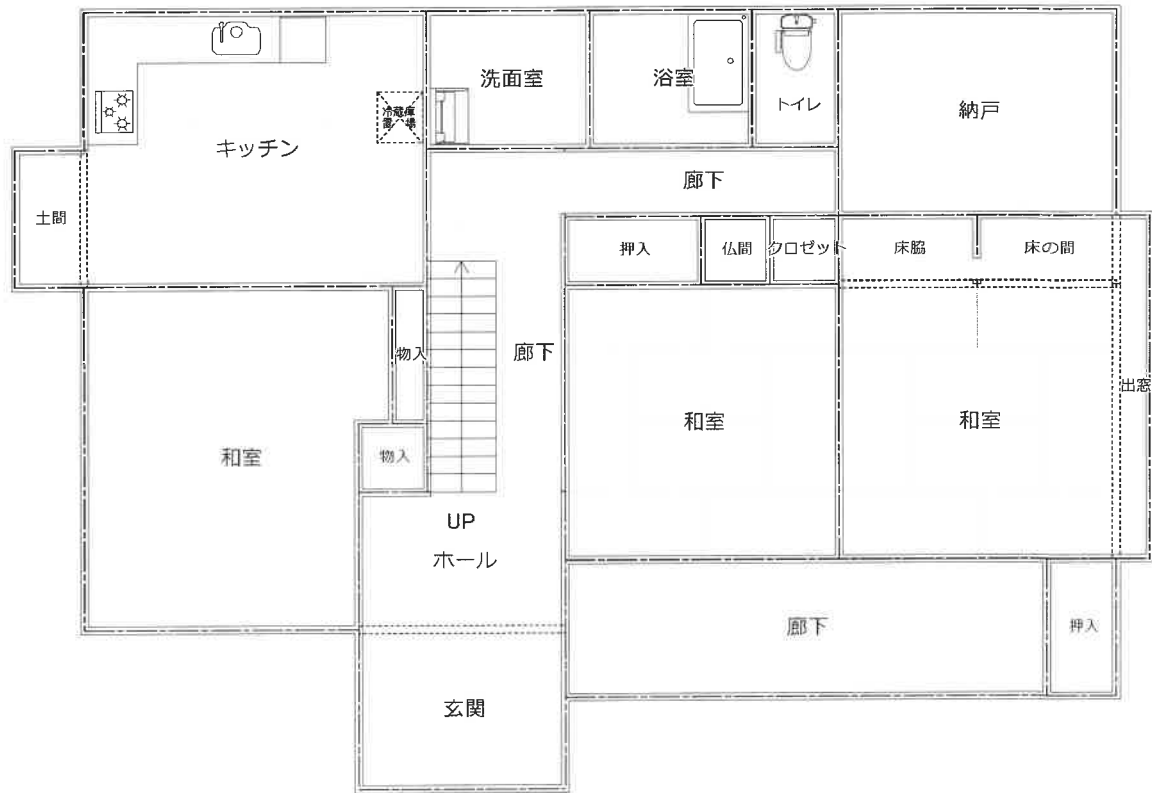 洗面室
浴室
トイレ
納戸
冷蔵庫
置場
キッチン
廊下
土間
押入
仏間
クロゼット
床脇
床の間
物入
廊下
出窓
和室
和室
和室
物入
UP
ホール
廊下
押入
玄関